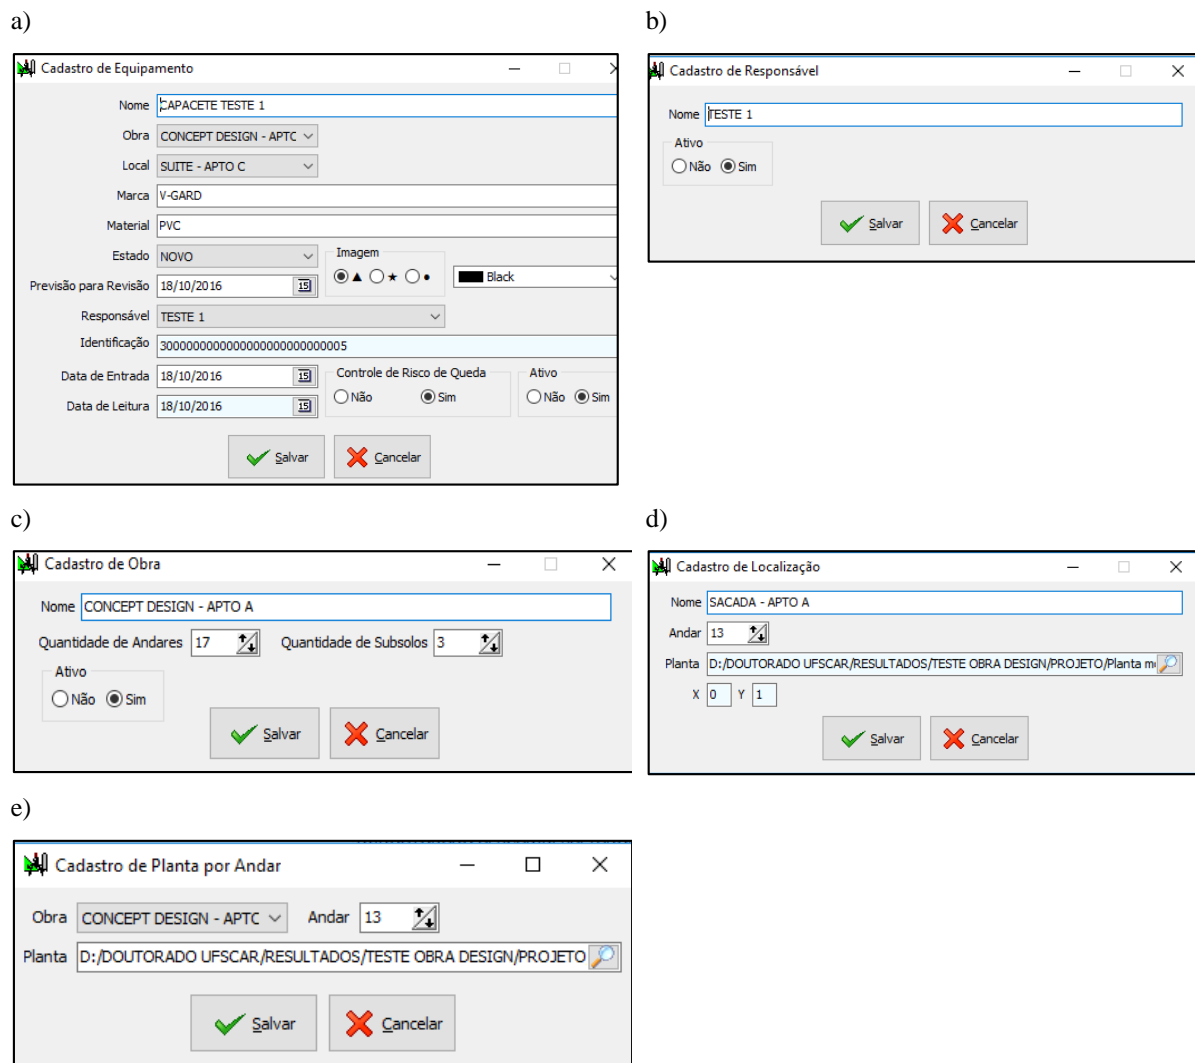 a)
Cadastro de Equipamento
Nome CAPACETE TESTE 1
Obra CONCEPT DESIGN - APTC
Local SUITE - APTO C
Marca V-GARD
Material PVC
Estado NOVO
Imagem
Black
Previsão para Revisão 18/10/2016 15
Responsável TESTE 1
Identificação 3000000000000000000000000005
Data de Entrada 18/10/2016 15
Controle de Risco de Queda
Não Sim
Ativo
Não Sim
Data de Leitura 18/10/2016 15
Salvar Cancelar
b)
Cadastro de Responsável
Nome TESTE 1
Ativo
Não Sim
Salvar Cancelar
c)
Cadastro de Obra
Nome CONCEPT DESIGN - APTO A
Quantidade de Andares 17 Quantidade de Subsolos 3
Ativo
Não Sim
Salvar Cancelar
d)
Cadastro de Localização
Nome SACADA - APTO A
Andar 13
Planta D:/DOUTORADO UFSCAR/RESULTADOS/TESTE OBRA DESIGN/PROJETO/Planta m
X 0 Y 1
Salvar Cancelar
e)
Cadastro de Planta por Andar
Obra CONCEPT DESIGN - APTC Andar 13
Planta D:/DOUTORADO UFSCAR/RESULTADOS/TESTE OBRA DESIGN/PROJETO
Salvar Cancelar